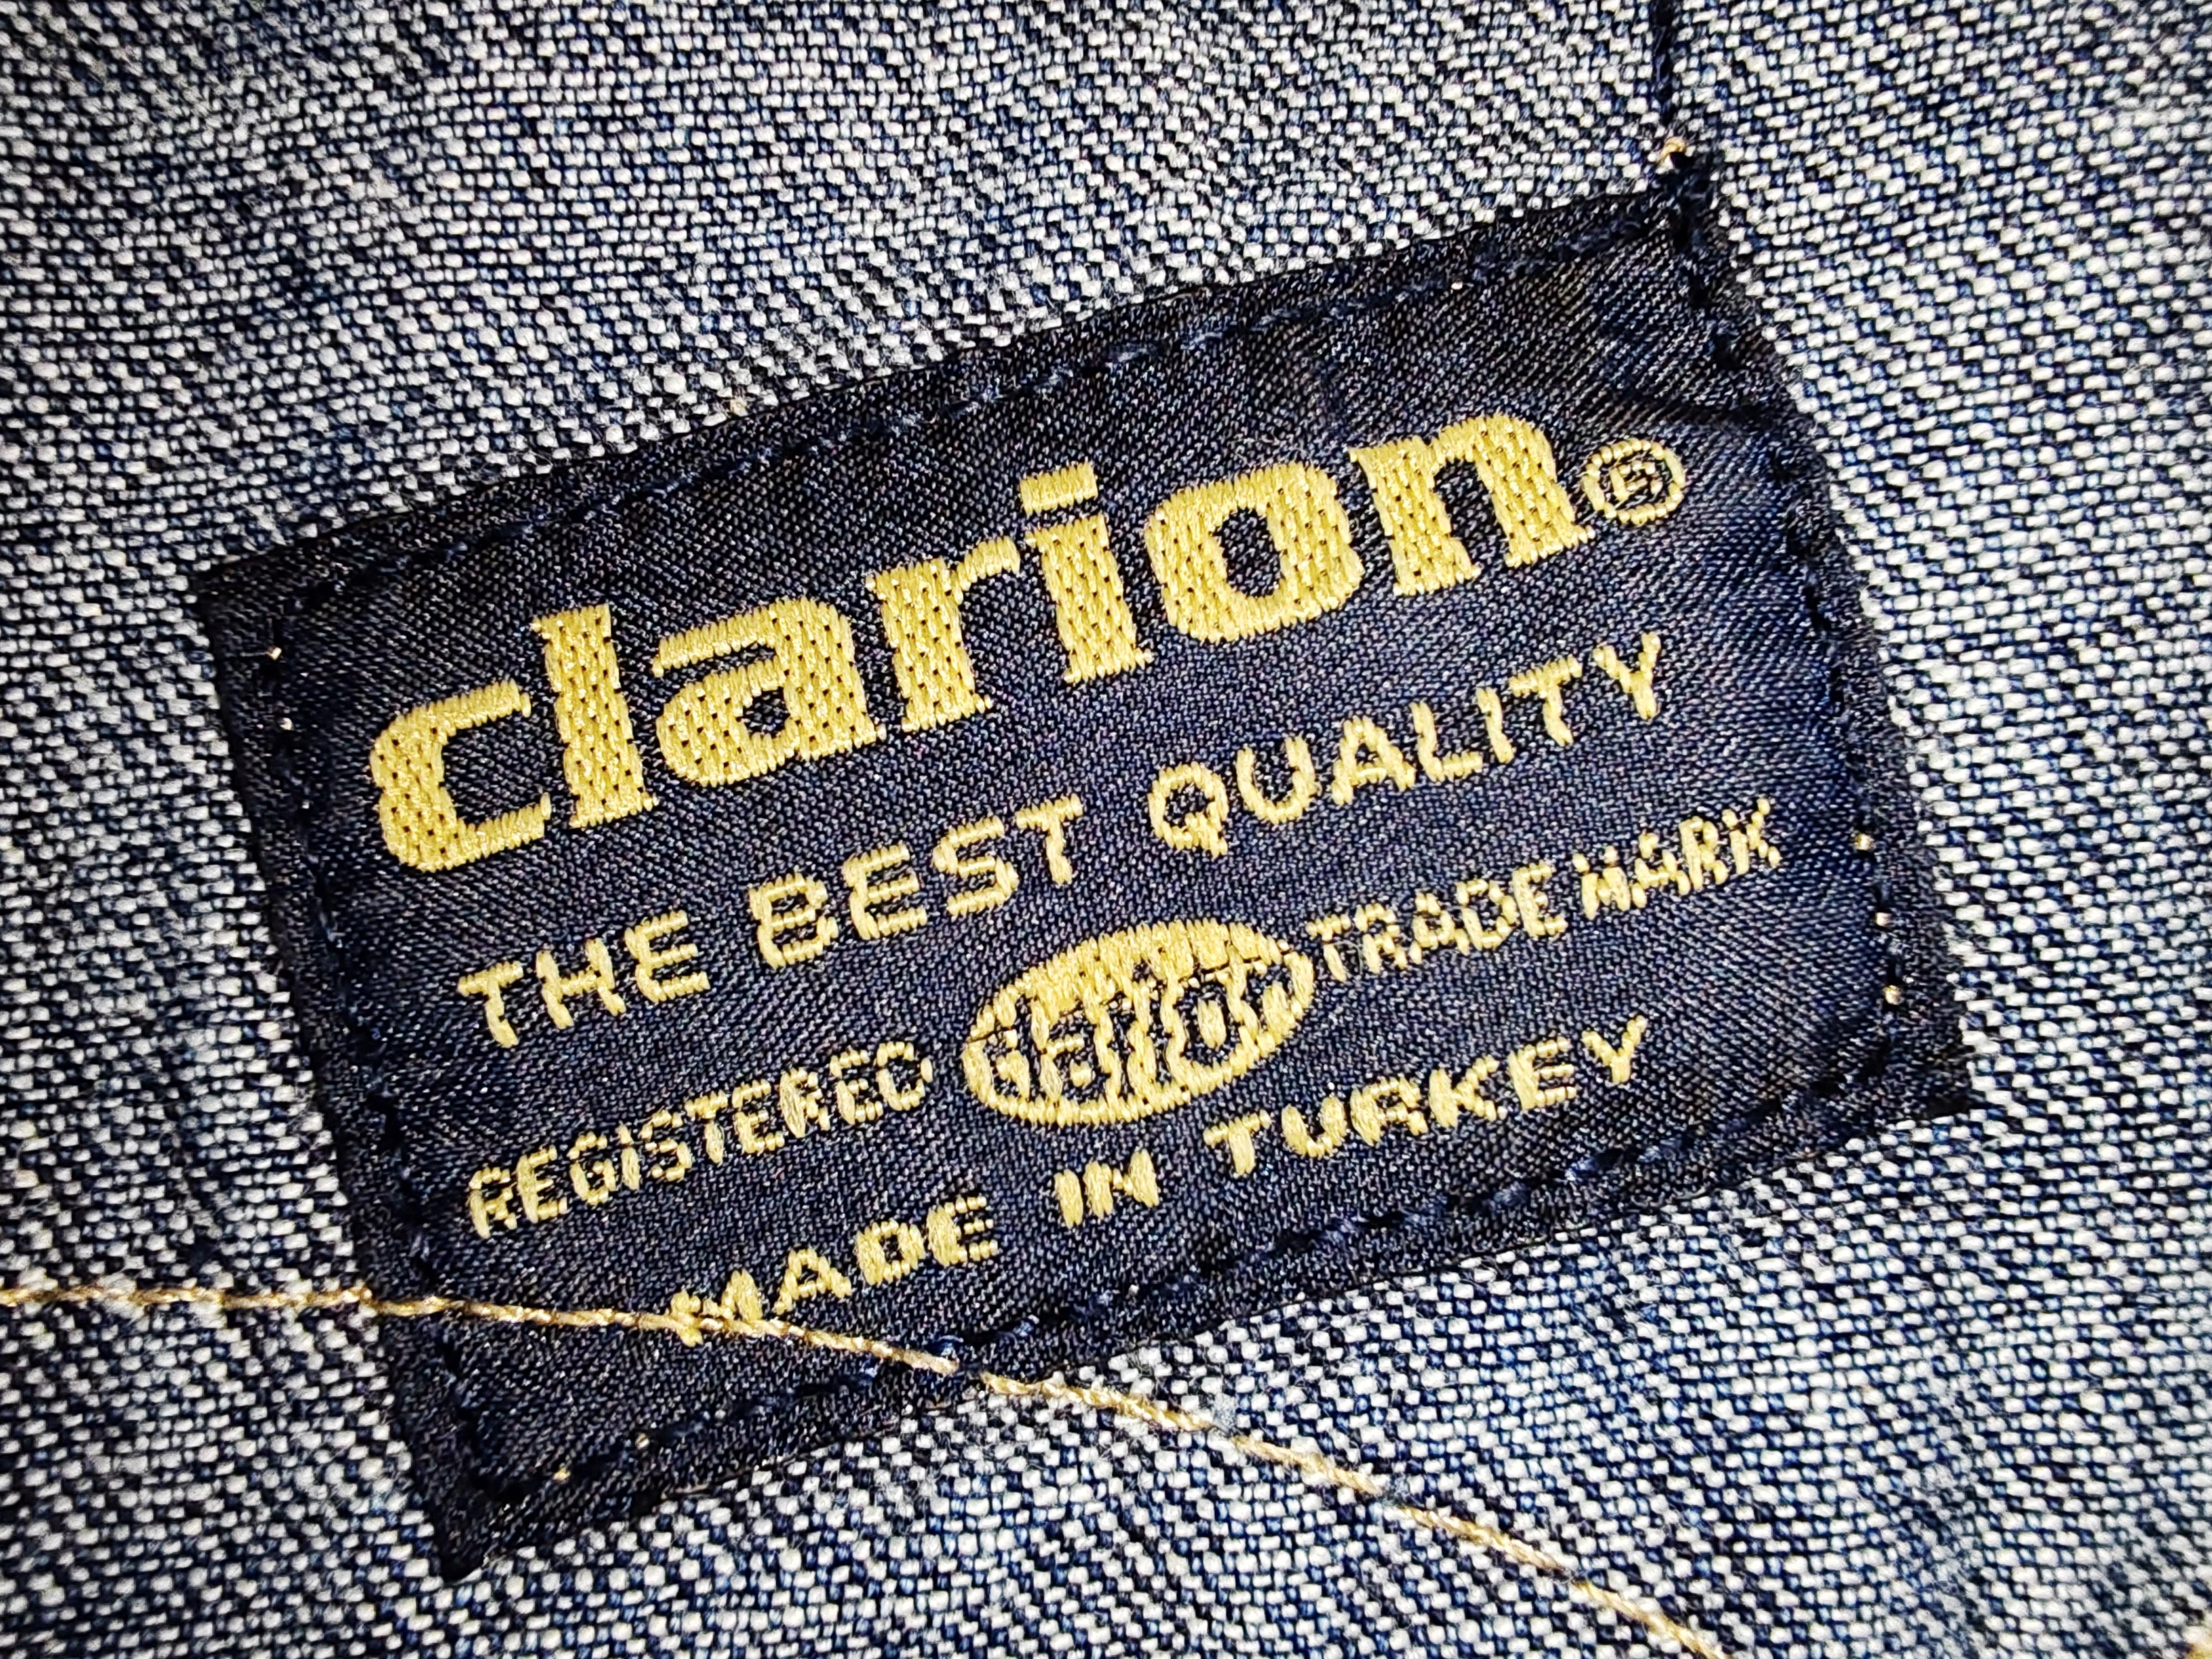 clarion®
THE BEST QUALITY
REGISTERED TRADE MARK
MADE IN TURKEY